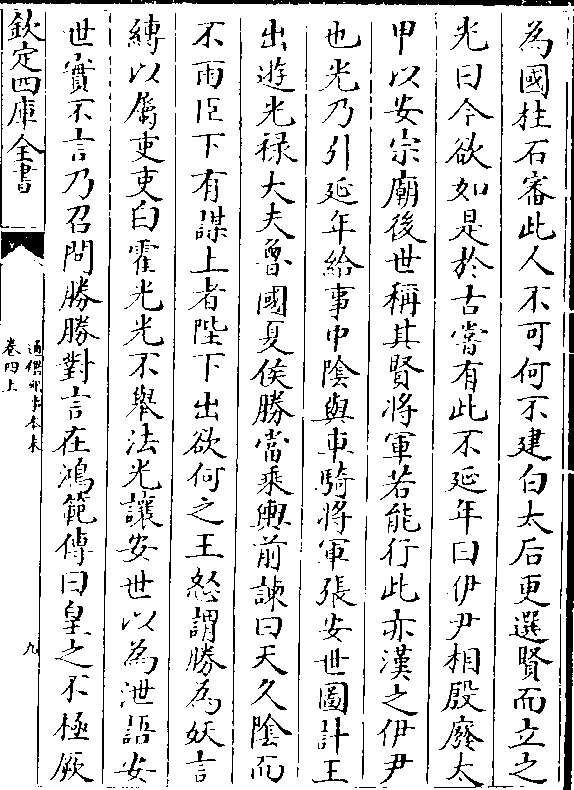 為國柱石審此人不可何不建白太后更選賢而立之
光曰今欲如是於古嘗有此不延年曰伊尹相殷廢太
甲以安宗廟後世稱其賢將軍若能行此亦漢之伊尹
也光乃引延年給事中陰與車騎將軍張安世圖計王
出遊光禄大夫魯國夏侯勝當乘輿前諫曰天久陰而
不雨臣下有謀上者陛下出欲何之王怒謂勝為妖言
縛以屬吏吏白霍光光不舉法光讓安世以為泄語安
世實不言乃召問勝勝對言在鴻範傳曰皇之不極厥
欽定四庫全書
通鑑紀事本末
卷四上
九